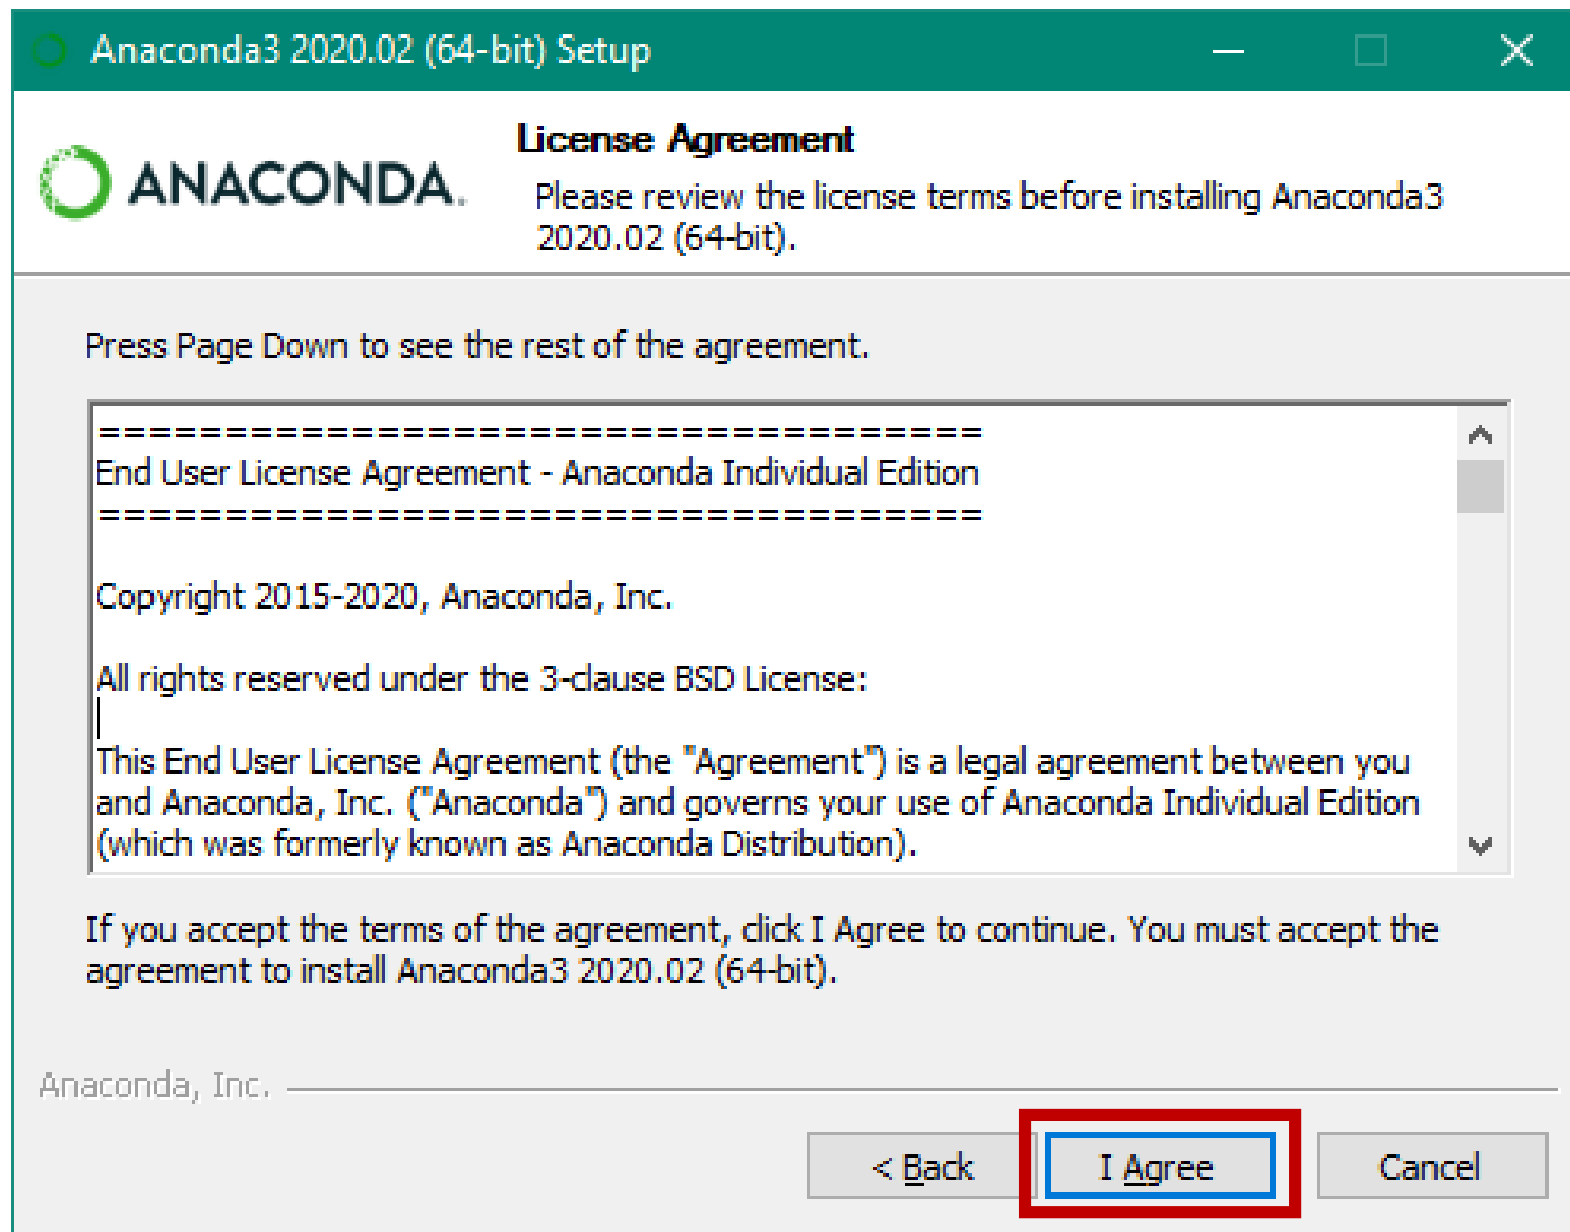 Anaconda3 2020.02 (64-bit) Setup
ANACONDA.
License Agreement
Please review the license terms before installing Anaconda3
2020.02 (64-bit).
Press Page Down to see the rest of the agreement.
===================================
End User License Agreement - Anaconda Individual Edition
===================================
Copyright 2015-2020, Anaconda, Inc.
All rights reserved under the 3-clause BSD License:
This End User License Agreement (the "Agreement") is a legal agreement between you
and Anaconda, Inc. ("Anaconda") and governs your use of Anaconda Individual Edition
(which was formerly known as Anaconda Distribution).
If you accept the terms of the agreement, click I Agree to continue. You must accept the
agreement to install Anaconda3 2020.02 (64-bit).
Anaconda, Inc.
< Back
I Agree
Cancel